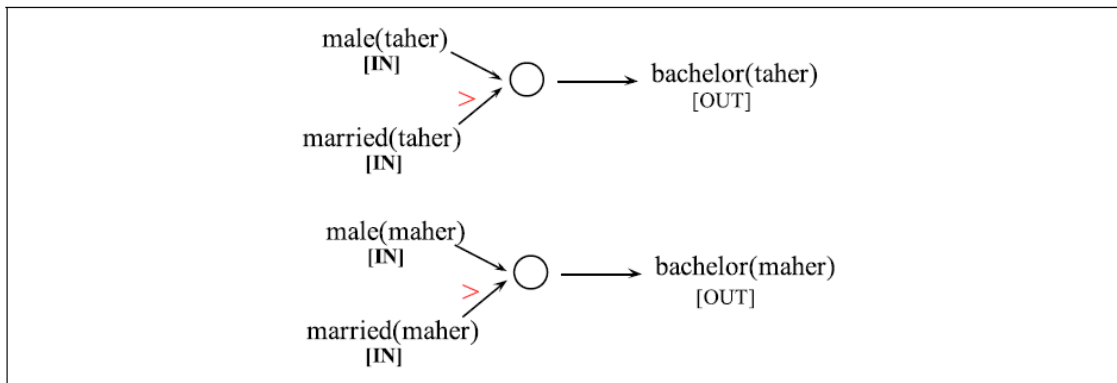 male(taher)
[IN]
bachelor(taher)
[OUT]
>
married(taher)
[IN]
male(maher)
[IN]
bachelor(maher)
[OUT]
>
married(maher)
[IN]